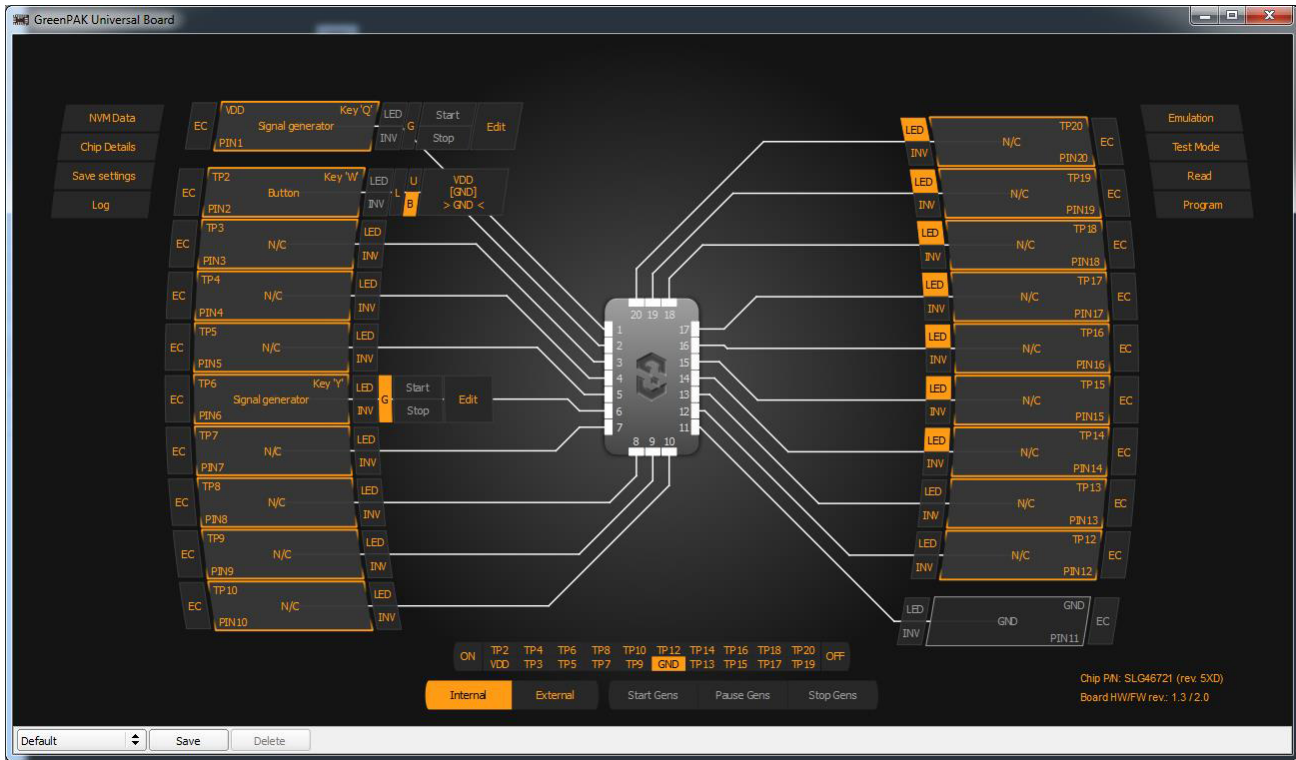 GreenPAK Universal Board
NVM Data
Chip Details
Save settings
Log
EC
VDD
Key 'Q'
Signal generator
PIN1
LED
INV
G
Start
Stop
Edit
EC
TP2
Key 'W'
Button
PIN2
LED
INV
L
U
B
VDD
[GND]
> GND <
EC
TP3
N/C
PIN3
LED
INV
EC
TP4
N/C
PIN4
LED
INV
EC
TP5
N/C
PIN5
LED
INV
EC
TP6
Key 'Y'
Signal generator
PIN6
LED
INV
G
Start
Stop
Edit
EC
TP7
N/C
PIN7
LED
INV
EC
TP8
N/C
PIN8
LED
INV
EC
TP9
N/C
PIN9
LED
INV
EC
TP10
N/C
PIN10
LED
INV
20 19 18
1
2
3
4
5
6
7
17
16
15
14
13
12
11
8 9 10
LED
INV
TP20
N/C
PIN20
EC
LED
INV
TP19
N/C
PIN19
EC
LED
INV
TP18
N/C
PIN18
EC
LED
INV
TP17
N/C
PIN17
EC
LED
INV
TP16
N/C
PIN16
EC
LED
INV
TP15
N/C
PIN15
EC
LED
INV
TP14
N/C
PIN14
EC
LED
INV
TP13
N/C
PIN13
EC
LED
INV
TP12
N/C
PIN12
EC
LED
INV
GND
GND
PIN11
EC
Emulation
Test Mode
Read
Program
ON
TP2 TP4 TP6 TP8 TP10 TP12 TP14 TP16 TP18 TP20
VDD TP3 TP5 TP7 TP9 GND TP13 TP15 TP17 TP19
OFF
Internal
External
Start Gens
Pause Gens
Stop Gens
Chip P/N: SLG46721 (rev. 5XD)
Board HW/FW rev.: 1.3 / 2.0
Default
Save
Delete